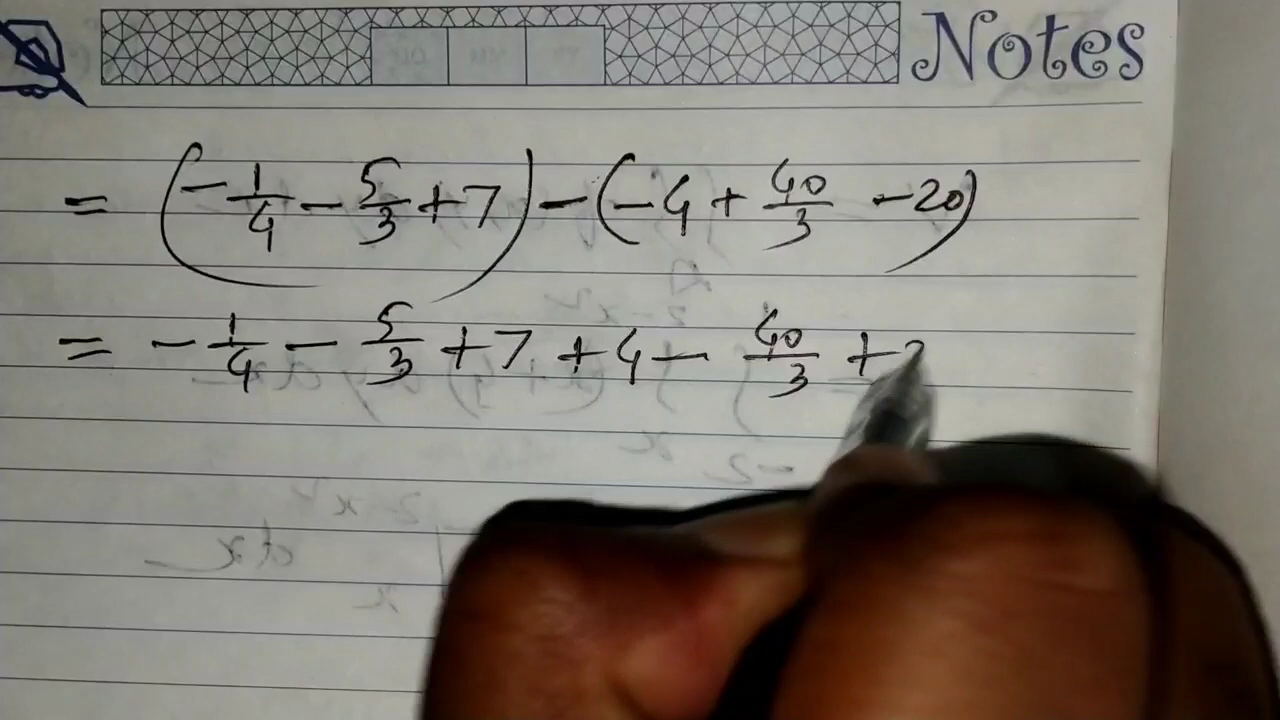 Notes
= (-1/4 - 5/3 + 7) - (-4 + 40/3 - 20)
= -1/4 - 5/3 + 7 + 4 - 40/3 +